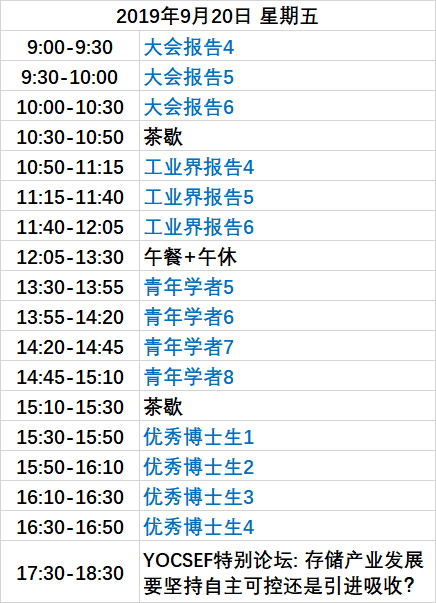 2019年9月20日 星期五
9:00-9:30 大会报告4
9:30-10:00 大会报告5
10:00-10:30 大会报告6
10:30-10:50 茶歇
10:50-11:15 工业界报告4
11:15-11:40 工业界报告5
11:40-12:05 工业界报告6
12:05-13:30 午餐+午休
13:30-13:55 青年学者5
13:55-14:20 青年学者6
14:20-14:45 青年学者7
14:45-15:10 青年学者8
15:10-15:30 茶歇
15:30-15:50 优秀博士生1
15:50-16:10 优秀博士生2
16:10-16:30 优秀博士生3
16:30-16:50 优秀博士生4
17:30-18:30 YOCSEF特别论坛: 存储产业发展
要坚持自主可控还是引进吸收?